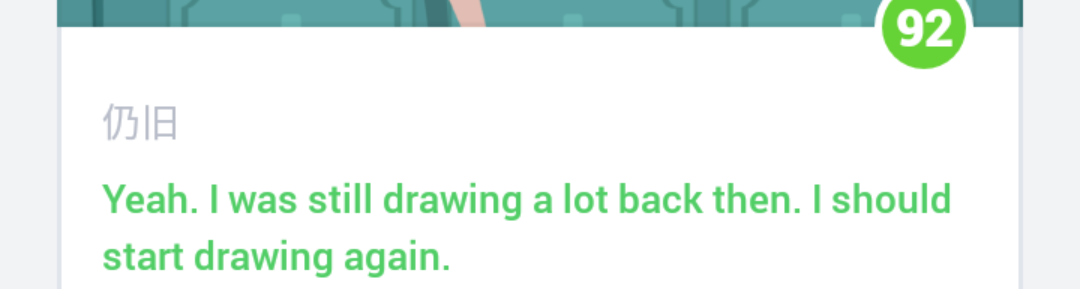 92
仍旧
Yeah. I was still drawing a lot back then. I should
start drawing again.